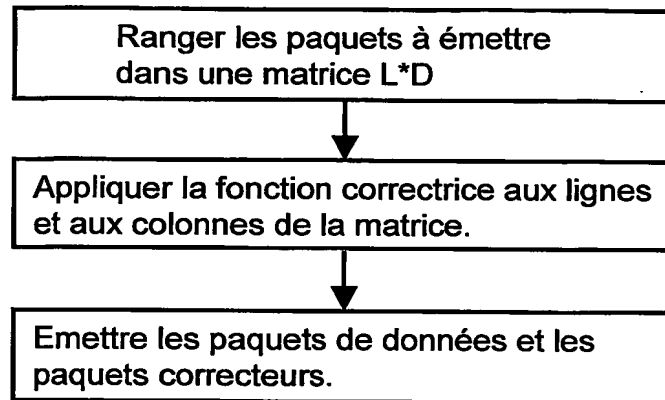 Ranger les paquets à émettre
dans une matrice L*D
Appliquer la fonction correctrice aux lignes
et aux colonnes de la matrice.
Emettre les paquets de données et les
paquets correcteurs.